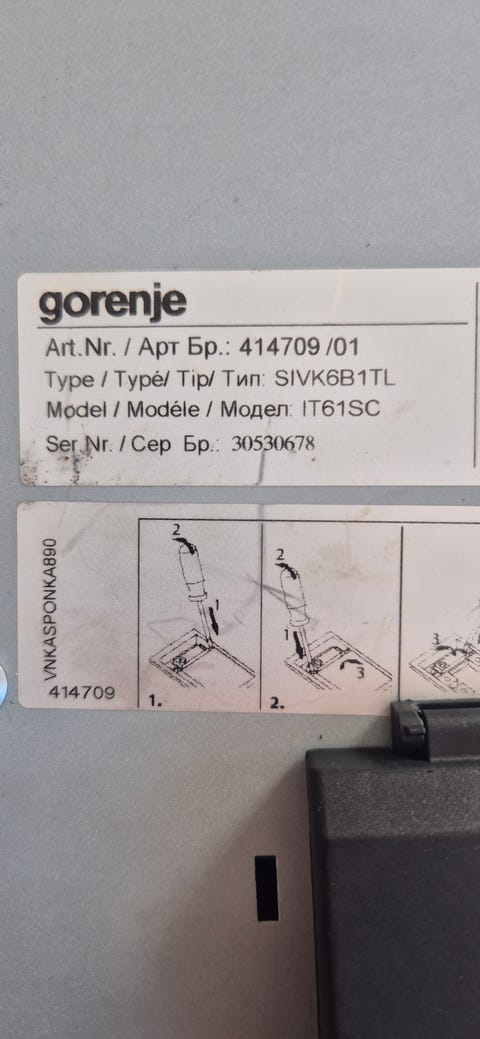 gorenje
Art.Nr. / Арт Бр.: 414709 /01
Type / Typé/ Tip/ Тип: SIVK6B1TL
Model / Modéle / Модел: IT61SC
Ser.Nr. / Сер Бр.: 30530678
VNKASPONKA890
414709
2
1
1.
2
1
3
2.
3